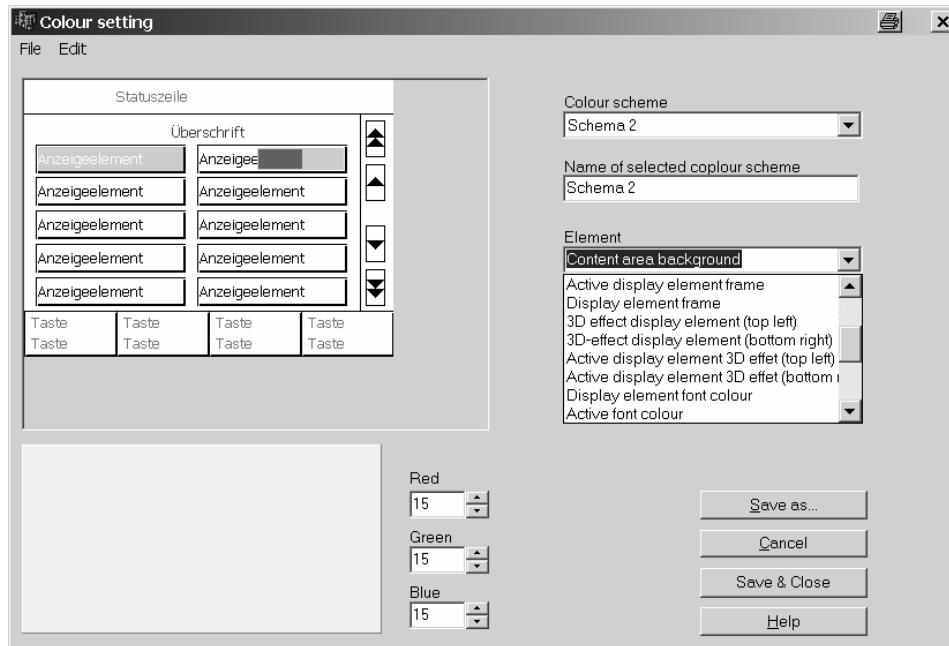 Colour setting
File Edit
Statuszeile
Überschrift
Anzeigeelement Anzeigee
Anzeigeelement Anzeigeelement
Anzeigeelement Anzeigeelement
Anzeigeelement Anzeigeelement
Anzeigeelement Anzeigeelement
Taste Taste Taste Taste
Taste Taste Taste Taste
Colour scheme
Schema 2
Name of selected coplour scheme
Schema 2
Element
Content area background
Active display element frame
Display element frame
3D effect display element (top left)
3D-effect display element (bottom right)
Active display element 3D effet (top left)
Active display element 3D effet (bottom
Display element font colour
Active font colour
Red
15
Green
15
Blue
15
Save as...
Cancel
Save & Close
Help